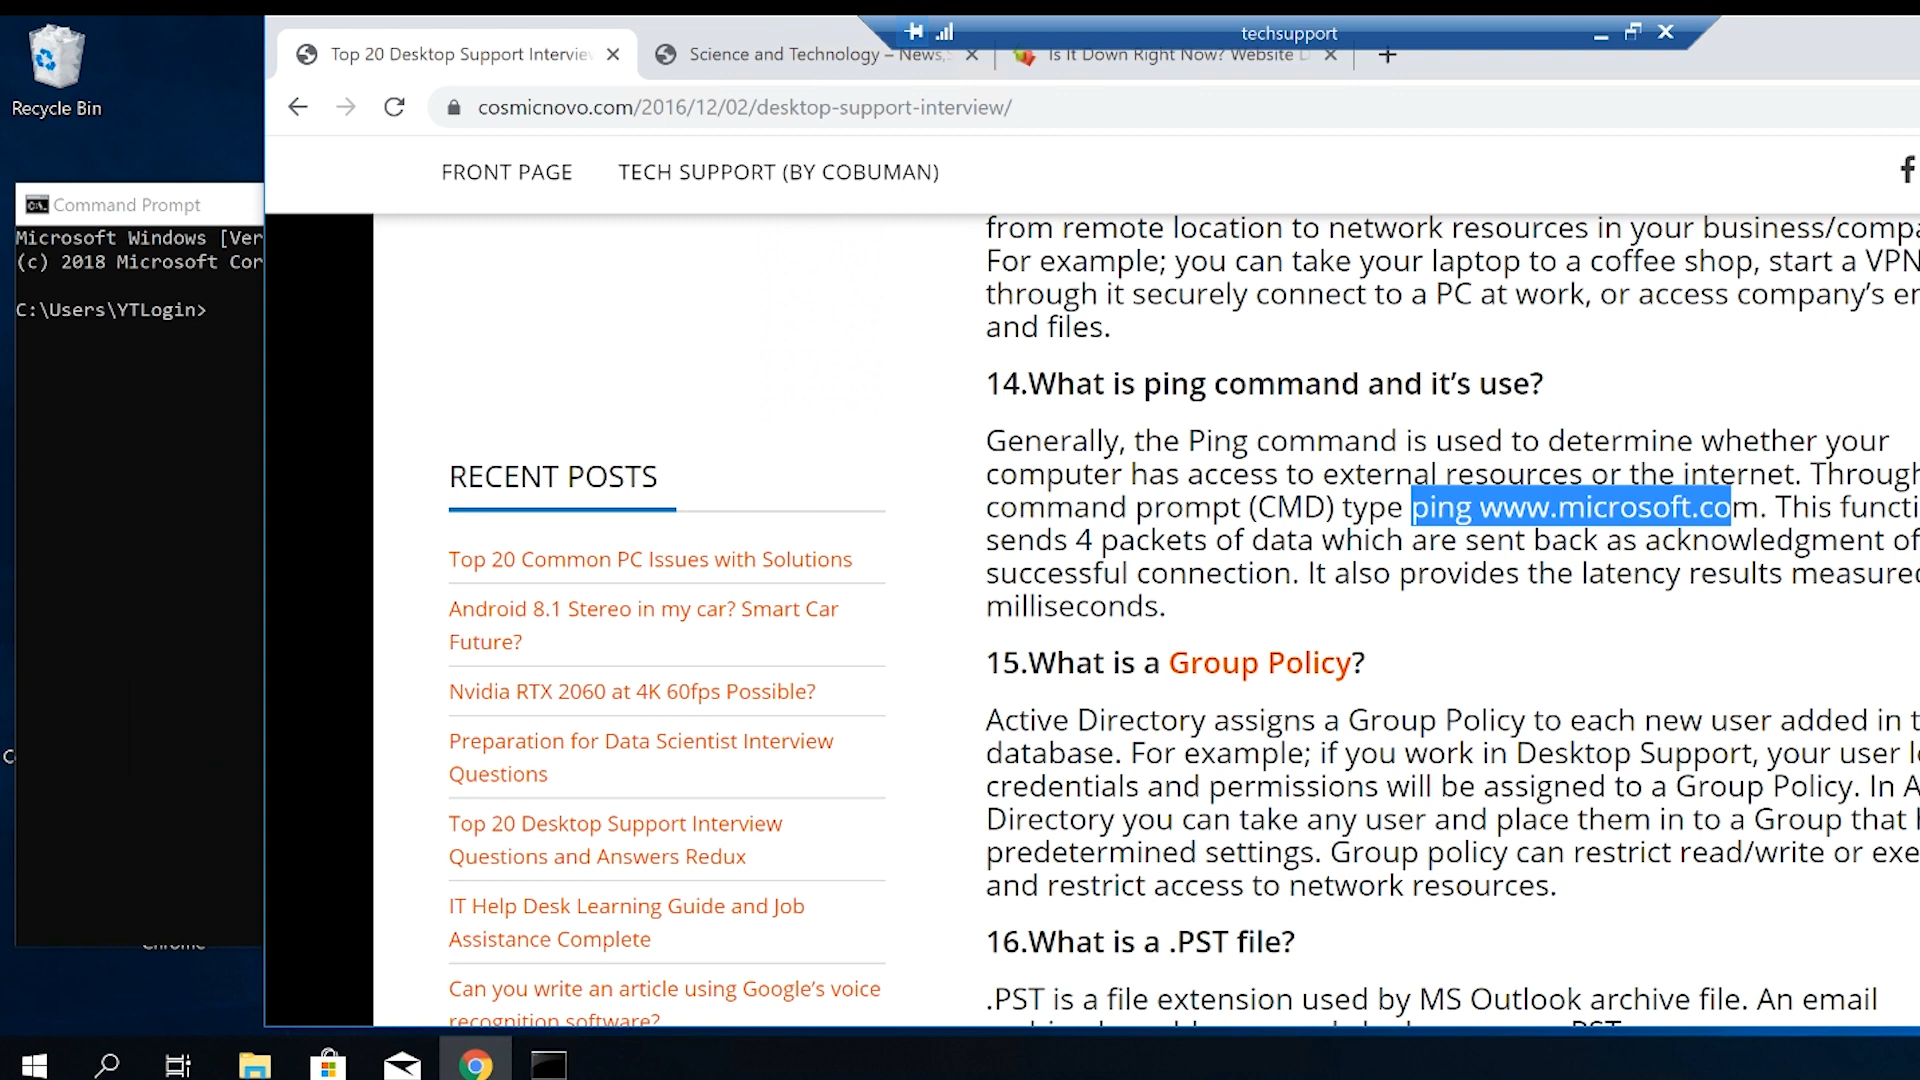 techsupport
Recycle Bin
Top 20 Desktop Support Interview
Science and Technology – News,
Is It Down Right Now? Website D
cosmicnovo.com/2016/12/02/desktop-support-interview/
FRONT PAGE
TECH SUPPORT (BY COBUMAN)
Command Prompt
Microsoft Windows [Ver
(c) 2018 Microsoft Cor
C:\Users\YTLogin>
Chrome
RECENT POSTS
Top 20 Common PC Issues with Solutions
Android 8.1 Stereo in my car? Smart Car
Future?
Nvidia RTX 2060 at 4K 60fps Possible?
Preparation for Data Scientist Interview
Questions
Top 20 Desktop Support Interview
Questions and Answers Redux
IT Help Desk Learning Guide and Job
Assistance Complete
Can you write an article using Google's voice
recognition software?
from remote location to network resources in your business/compa
For example; you can take your laptop to a coffee shop, start a VPN
through it securely connect to a PC at work, or access company's e
and files.
14.What is ping command and it's use?
Generally, the Ping command is used to determine whether your
computer has access to external resources or the internet. Through
command prompt (CMD) type ping www.microsoft.com. This functi
sends 4 packets of data which are sent back as acknowledgment of
successful connection. It also provides the latency results measured
milliseconds.
15.What is a Group Policy?
Active Directory assigns a Group Policy to each new user added in t
database. For example; if you work in Desktop Support, your user l
credentials and permissions will be assigned to a Group Policy. In A
Directory you can take any user and place them in to a Group that h
predetermined settings. Group policy can restrict read/write or exe
and restrict access to network resources.
16.What is a .PST file?
.PST is a file extension used by MS Outlook archive file. An email